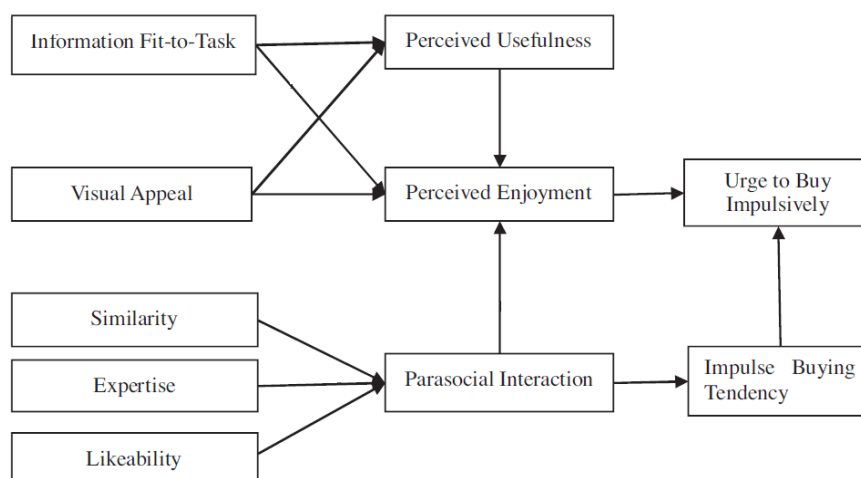 Information Fit-to-Task
Perceived Usefulness
Visual Appeal
Perceived Enjoyment
Urge to Buy
Impulsively
Similarity
Expertise
Likeability
Parasocial Interaction
Impulse Buying
Tendency